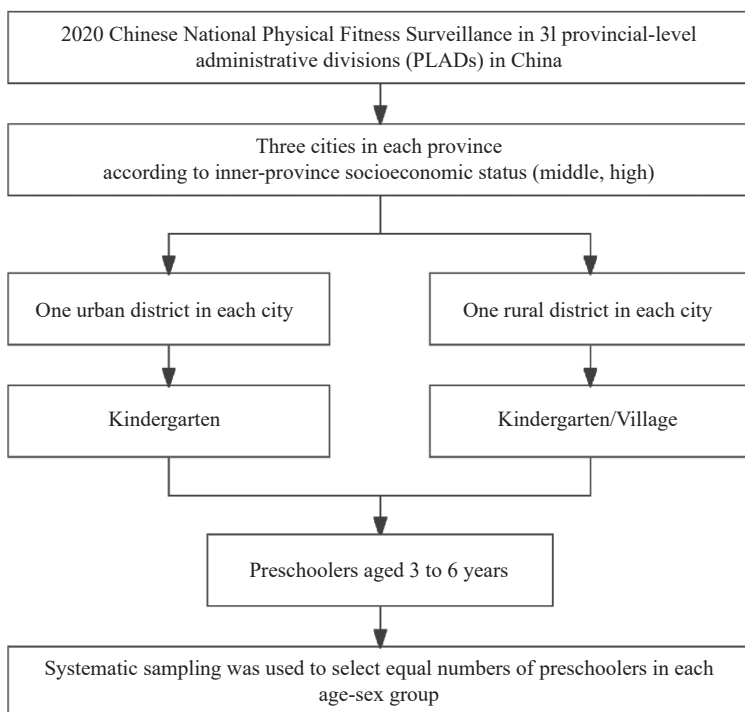 2020 Chinese National Physical Fitness Surveillance in 3l provincial-level
administrative divisions (PLADs) in China
Three cities in each province
according to inner-province socioeconomic status (middle, high)
One urban district in each city
One rural district in each city
Kindergarten
Kindergarten/Village
Preschoolers aged 3 to 6 years
Systematic sampling was used to select equal numbers of preschoolers in each
age-sex group